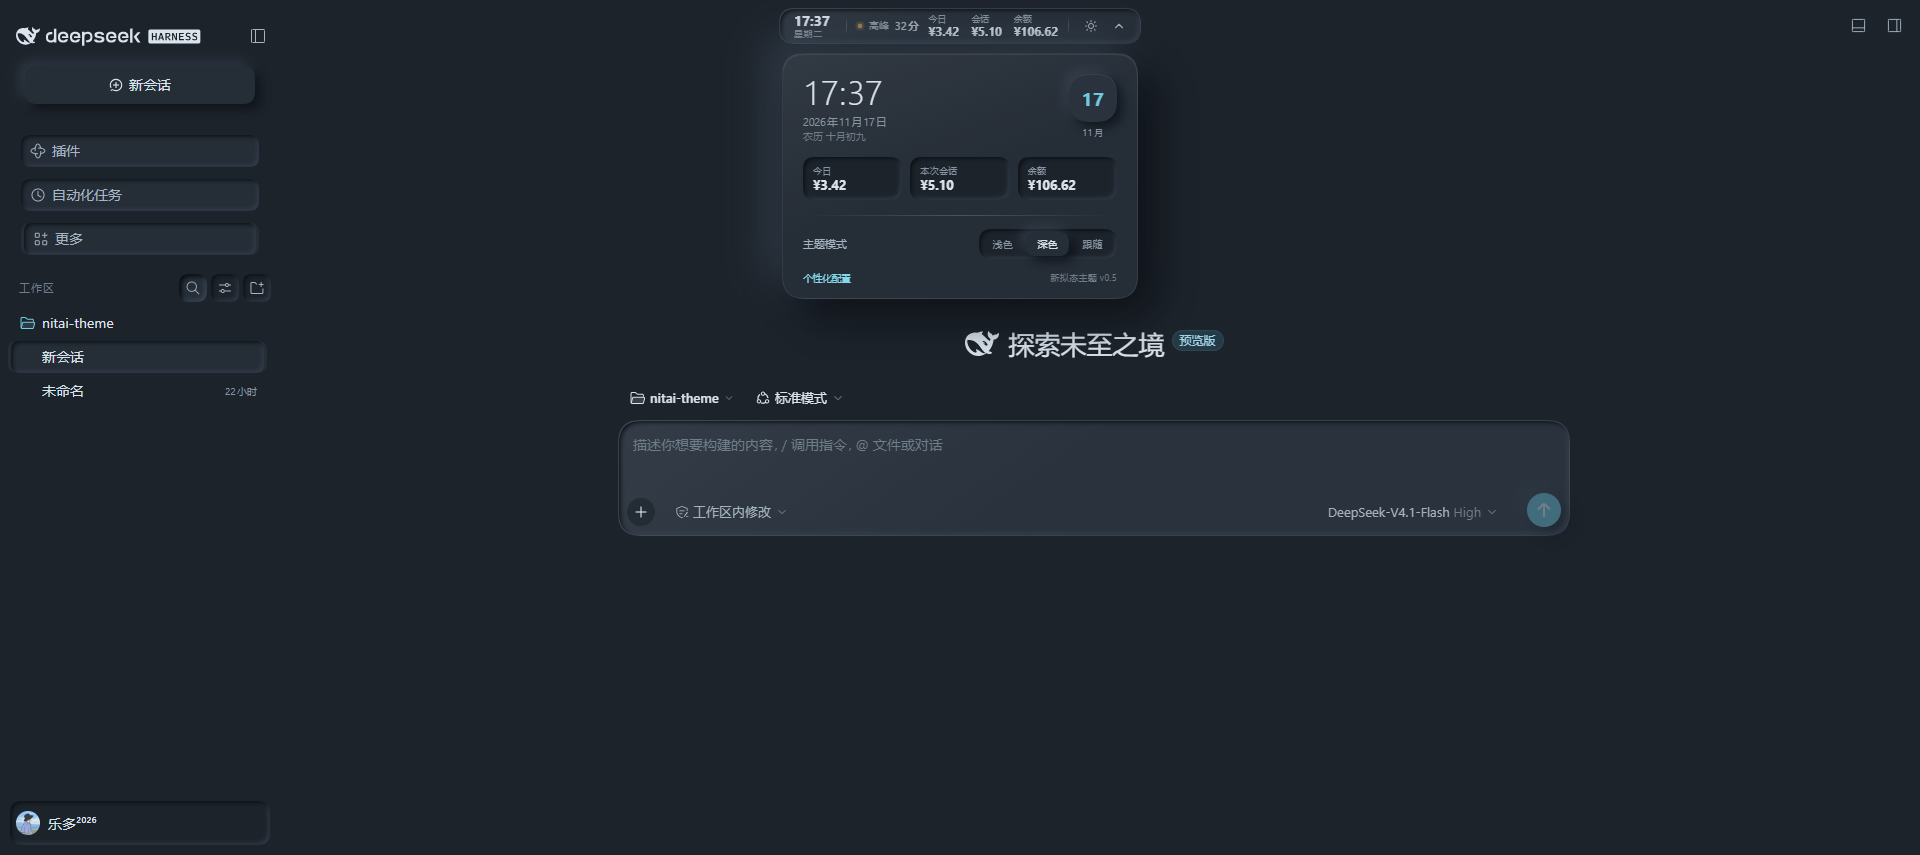 deepseek HARNESS
新会话
插件
自动化任务
更多
工作区
nitai-theme
新会话
未命名 22小时
乐多2026
17:37
星期二
高峰 32分
今日
¥3.42
会话
¥5.10
余额
¥106.62
17:37
2026年11月17日
农历 十月初九
17
11月
今日
¥3.42
本次会话
¥5.10
余额
¥106.62
主题模式 浅色 深色 跟随
个性化配置 新拟态主题 v0.5
探索未至之境 预览版
nitai-theme 标准模式
描述你想要构建的内容, / 调用指令, @ 文件或对话
工作区内修改 DeepSeek-V4.1-Flash High